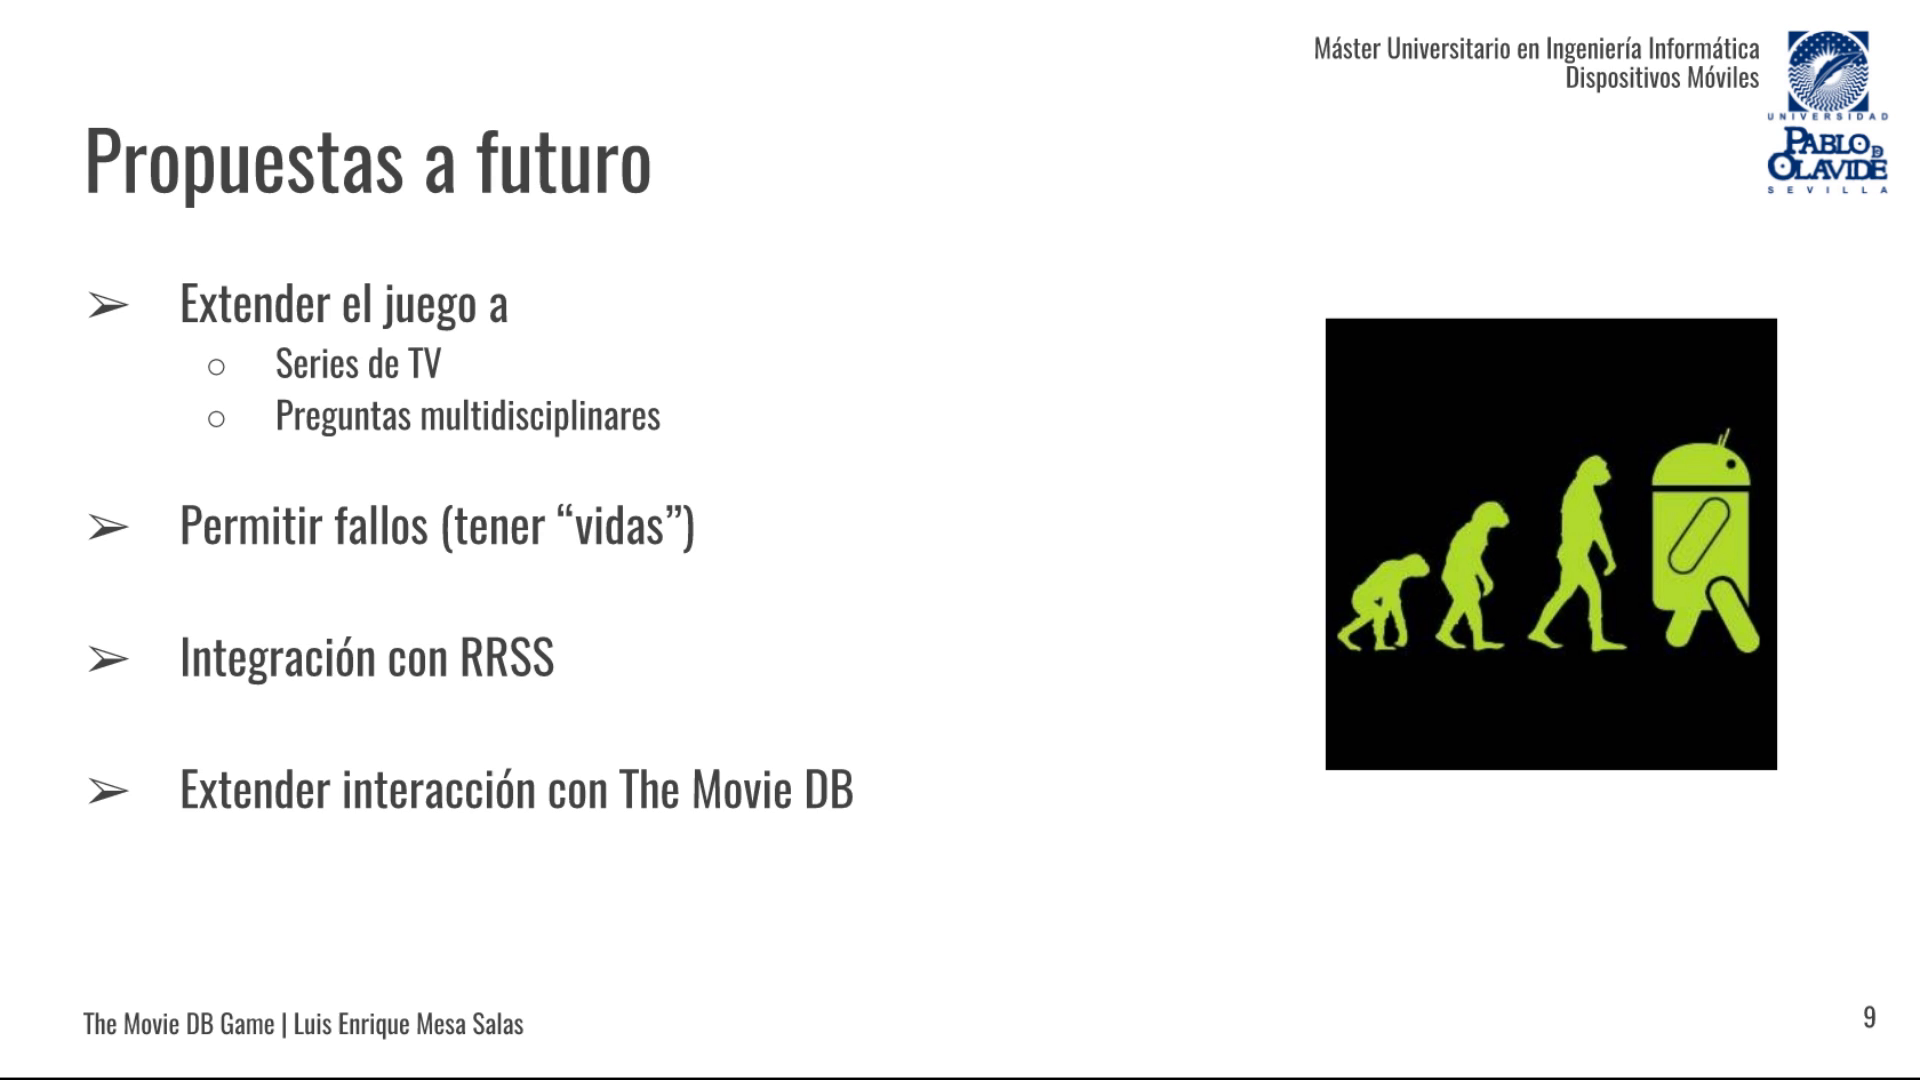 Máster Universitario en Ingeniería Informática
Dispositivos Móviles
UNIVERSIDAD
PABLO DE
OLAVIDE
SEVILLA
Propuestas a futuro
➢ Extender el juego a
○ Series de TV
○ Preguntas multidisciplinares
➢ Permitir fallos (tener “vidas”)
➢ Integración con RRSS
➢ Extender interacción con The Movie DB
The Movie DB Game | Luis Enrique Mesa Salas
9